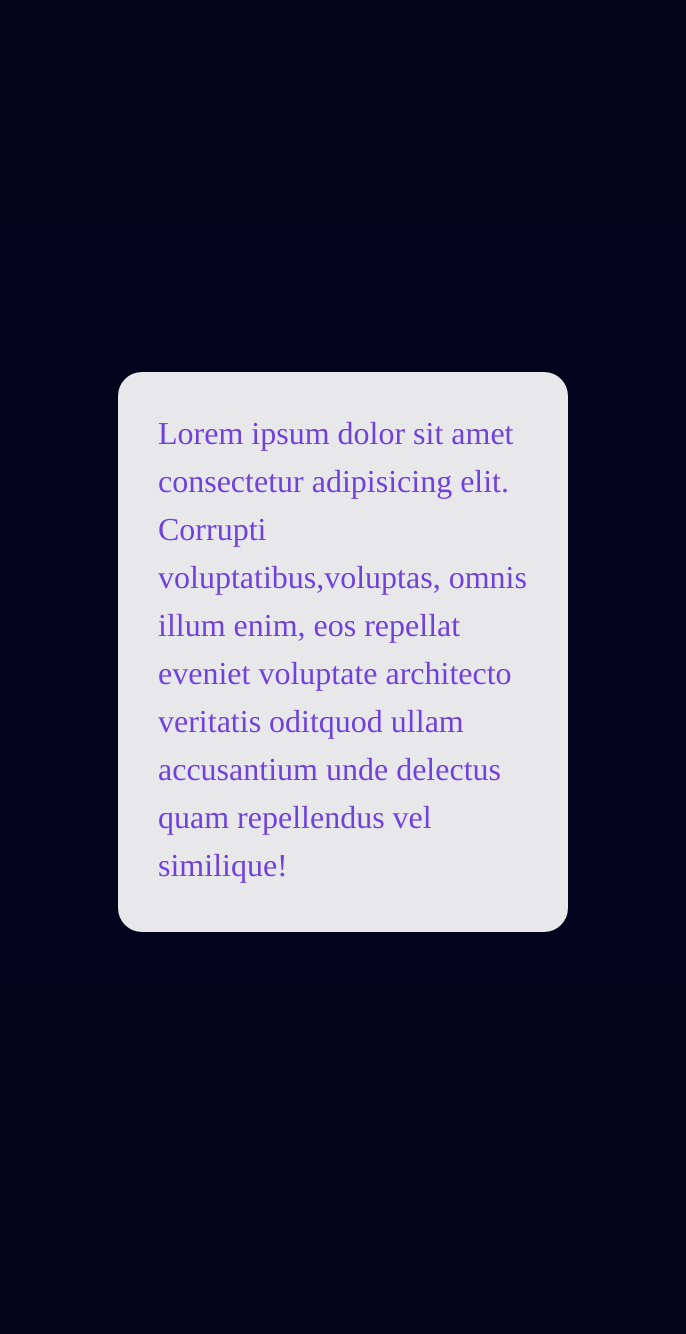 Lorem ipsum dolor sit amet
consectetur adipisicing elit.
Corrupti
voluptatibus,voluptas, omnis
illum enim, eos repellat
eveniet voluptate architecto
veritatis oditquod ullam
accusantium unde delectus
quam repellendus vel
similique!